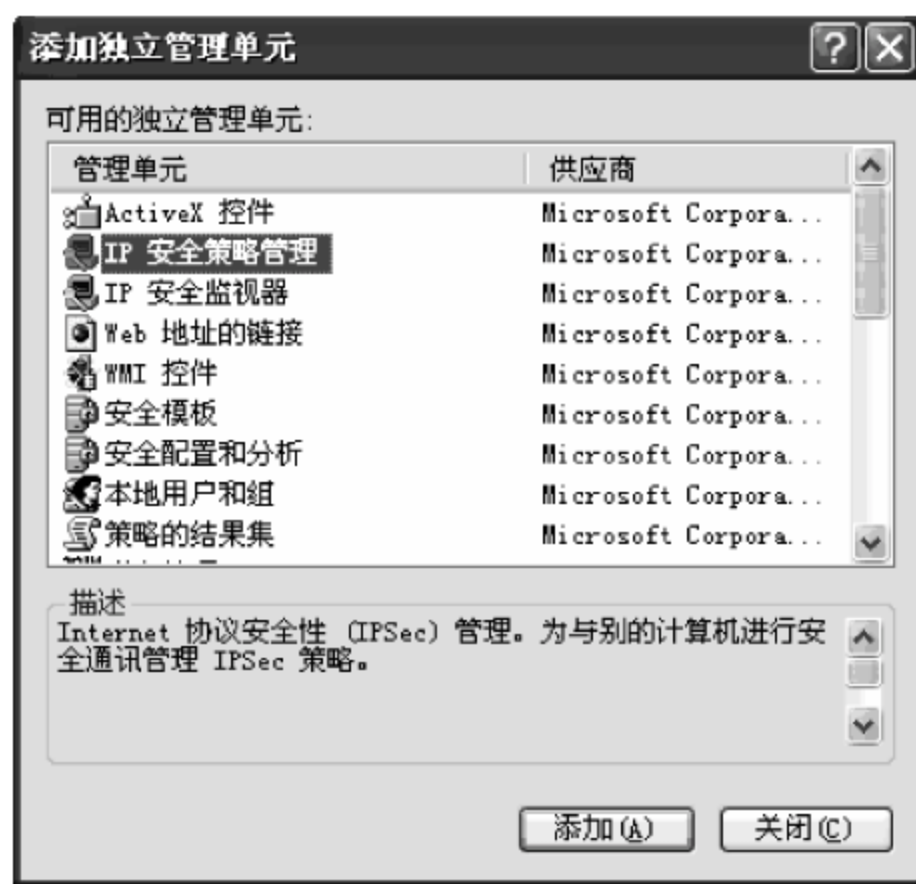 添加独立管理单元
可用的独立管理单元:
管理单元 供应商
ActiveX 控件 Microsoft Corpora...
IP 安全策略管理 Microsoft Corpora...
IP 安全监视器 Microsoft Corpora...
Web 地址的链接 Microsoft Corpora...
WMI 控件 Microsoft Corpora...
安全模板 Microsoft Corpora...
安全配置和分析 Microsoft Corpora...
本地用户和组 Microsoft Corpora...
策略的结果集 Microsoft Corpora...
描述
Internet 协议安全性 (IPSec) 管理。为与别的计算机进行安
全通讯管理 IPSec 策略。
添加(A) 关闭(C)